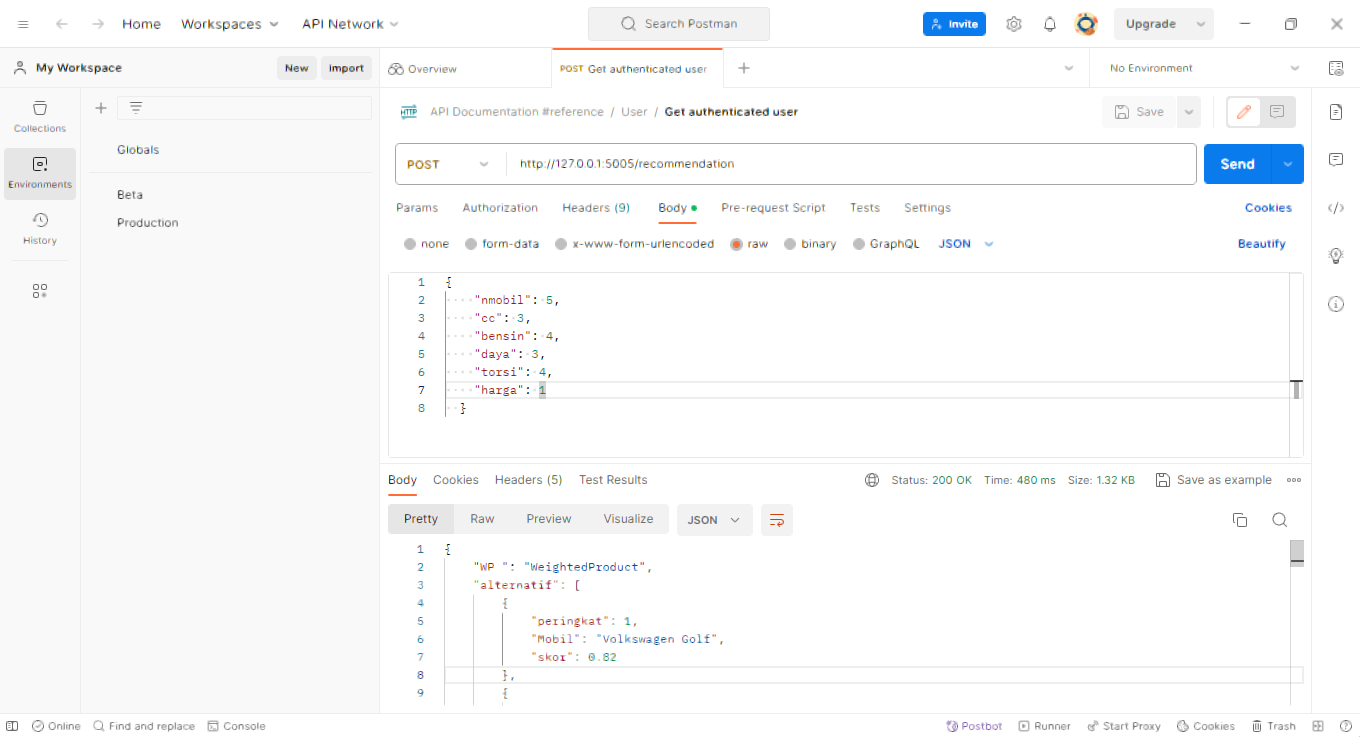 Home Workspaces API Network Search Postman Invite Upgrade
My Workspace New Import Overview POST Get authenticated user No Environment
Collections
Environments
History
Globals
Beta
Production
HTTP API Documentation #reference / User / Get authenticated user Save
POST http://127.0.0.1:5005/recommendation Send
Params Authorization Headers (9) Body Pre-request Script Tests Settings Cookies
none form-data x-www-form-urlencoded raw binary GraphQL JSON Beautify
1 {
2 "nmobil": 5,
3 "cc": 3,
4 "bensin": 4,
5 "daya": 3,
6 "torsi": 4,
7 "harga": 1
8 }
Body Cookies Headers (5) Test Results Status: 200 OK Time: 480 ms Size: 1.32 KB Save as example
Pretty Raw Preview Visualize JSON
1 {
2 "WP ": "WeightedProduct",
3 "alternatif": [
4 {
5 "peringkat": 1,
6 "Mobil": "Volkswagen Golf",
7 "skor": 0.82
8 },
9 {
Online Find and replace Console Postbot Runner Start Proxy Cookies Trash